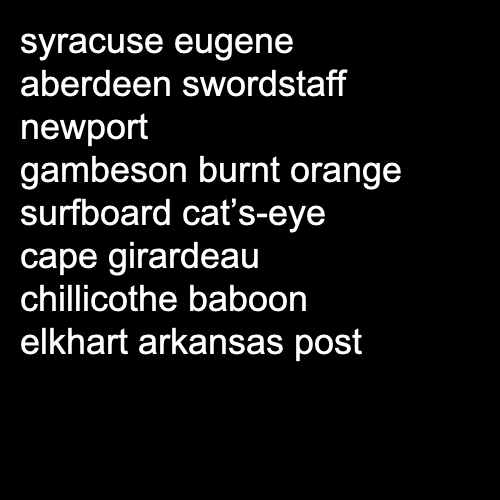 syracuse eugene
aberdeen swordstaff
newport
gambeson burnt orange
surfboard cat’s-eye
cape girardeau
chillicothe baboon
elkhart arkansas post